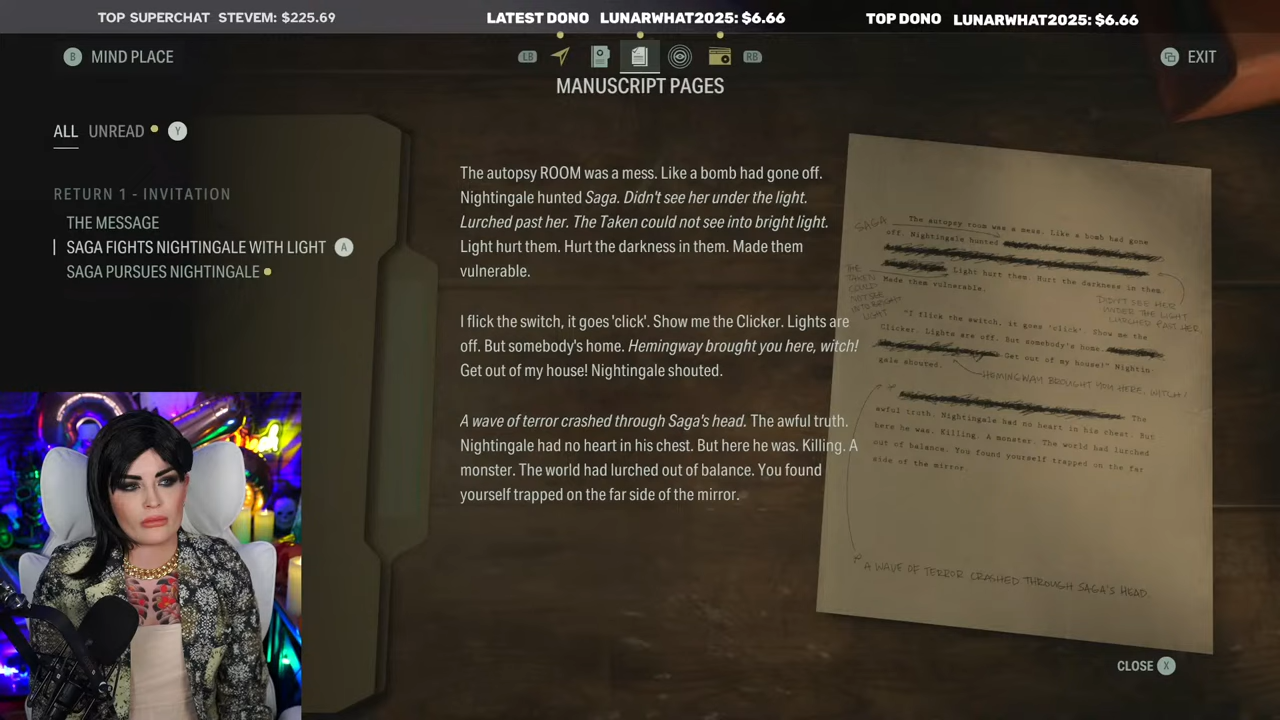 TOP SUPERCHAT STEVEM: $225.69
LATEST DONO LUNARWHAT2025: $6.66
TOP DONO LUNARWHAT2025: $6.66
B MIND PLACE
LB
RB
EXIT
MANUSCRIPT PAGES
ALL UNREAD Y
RETURN 1 - INVITATION
THE MESSAGE
SAGA FIGHTS NIGHTINGALE WITH LIGHT A
SAGA PURSUES NIGHTINGALE
The autopsy ROOM was a mess. Like a bomb had gone off.
Nightingale hunted Saga. Didn't see her under the light.
Lurched past her. The Taken could not see into bright light.
Light hurt them. Hurt the darkness in them. Made them
vulnerable.
I flick the switch, it goes 'click'. Show me the Clicker. Lights are
off. But somebody's home. Hemingway brought you here, witch!
Get out of my house! Nightingale shouted.
A wave of terror crashed through Saga's head. The awful truth.
Nightingale had no heart in his chest. But here he was. Killing. A
monster. The world had lurched out of balance. You found
yourself trapped on the far side of the mirror.
SAGA
The autopsy room was a mess. Like a bomb had gone
off. Nightingale hunted
Light hurt them. Hurt the darkness in them.
Made them vulnerable.
THE
TAKEN
COULD
NOT SEE
INTO BRIGHT
LIGHT
DIDN'T SEE HER
UNDER THE LIGHT.
LURCHED PASS HER.
"I flick the switch, it goes 'click'. Show me the
Clicker. Lights are off. But somebody's home.
Get out of my house!" Nightin-
gale shouted.
HEMINGWAY BROUGHT YOU HERE, WITCH!
The
awful truth. Nightingale had no heart in his chest. But
here he was. Killing. A monster. The world had lurched
out of balance. You found yourself trapped on the far
side of the mirror.
A WAVE OF TERROR CRASHED THROUGH SAGA'S HEAD.
CLOSE X